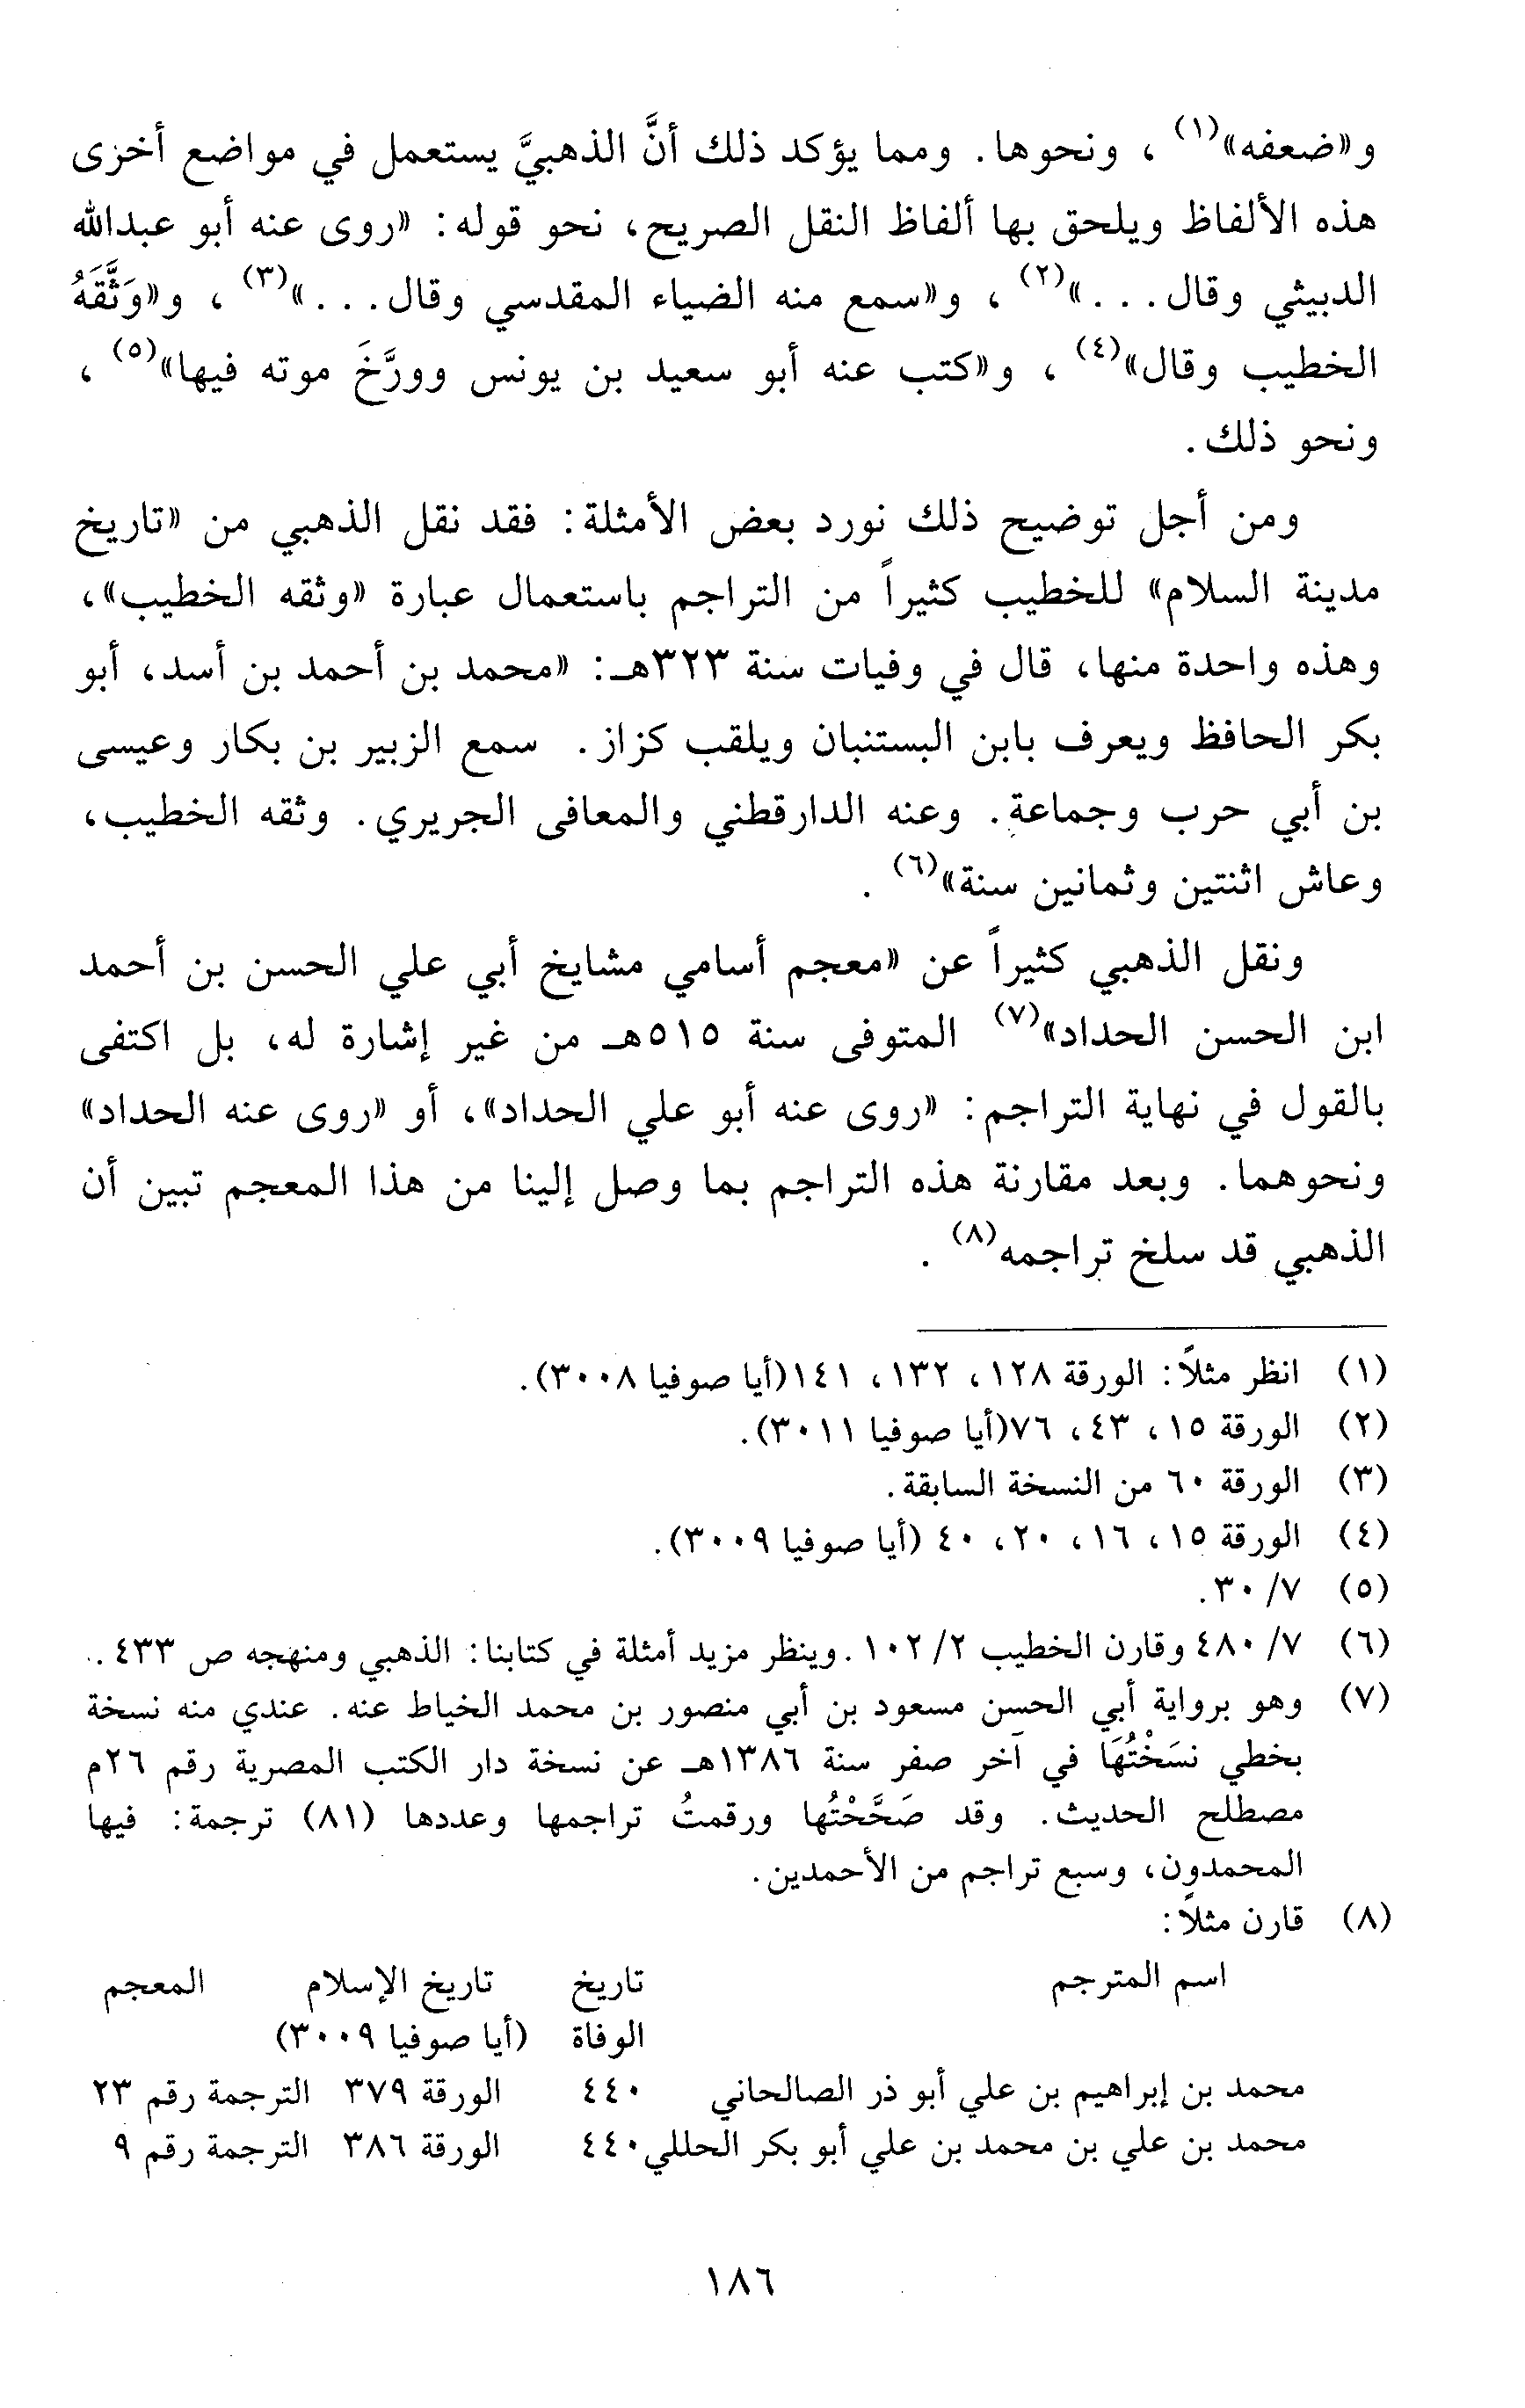 و«ضعفه»(١) ، ونحوها. ومما يؤكد ذلك أنَّ الذهبيَّ يستعمل في مواضع أخرى
هذه الألفاظ ويلحق بها ألفاظ النقل الصريح، نحو قوله: «روى عنه أبو عبدالله
الدبيثي وقال. . .»(٢) ، و«سمع منه الضياء المقدسي وقال. . .»(٣) ، و«وَثَّقَهُ
الخطيب وقال»(٤) ، و«كتب عنه أبو سعيد بن يونس وورَّخَ موته فيها»(٥) ،
ونحو ذلك.
ومن أجل توضيح ذلك نورد بعض الأمثلة: فقد نقل الذهبي من «تاريخ
مدينة السلام» للخطيب كثيراً من التراجم باستعمال عبارة «وثقه الخطيب»،
وهذه واحدة منها، قال في وفيات سنة ٣٢٣هـ: «محمد بن أحمد بن أسد، أبو
بكر الحافظ ويعرف بابن البستنبان ويلقب كزاز. سمع الزبير بن بكار وعيسى
بن أبي حرب وجماعة. وعنه الدارقطني والمعافى الجريري. وثقه الخطيب،
وعاش اثنتين وثمانين سنة»(٦) .
ونقل الذهبي كثيراً عن «معجم أسامي مشايخ أبي علي الحسن بن أحمد
ابن الحسن الحداد»(٧) المتوفى سنة ٥١٥هـ من غير إشارة له، بل اكتفى
بالقول في نهاية التراجم: «روى عنه أبو علي الحداد»، أو «روى عنه الحداد»
ونحوهما. وبعد مقارنة هذه التراجم بما وصل إلينا من هذا المعجم تبين أن
الذهبي قد سلخ تراجمه(٨) .
(١) انظر مثلاً: الورقة ١٢٨، ١٣٢، ١٤١(أيا صوفيا ٣٠٠٨).
(٢) الورقة ١٥، ٤٣، ٧٦(أيا صوفيا ٣٠١١).
(٣) الورقة ٦٠ من النسخة السابقة.
(٤) الورقة ١٥، ١٦، ٢٠، ٤٠ (أيا صوفيا ٣٠٠٩).
(٥) ٧/ ٣٠.
(٦) ٧/ ٤٨٠ وقارن الخطيب ٢/ ١٠٢. وينظر مزيد أمثلة في كتابنا: الذهبي ومنهجه ص ٤٣٣.
(٧) وهو برواية أبي الحسن مسعود بن أبي منصور بن محمد الخياط عنه. عندي منه نسخة
بخطي نسَخْتُهَا في آخر صفر سنة ١٣٨٦هـ عن نسخة دار الكتب المصرية رقم ٢٦م
مصطلح الحديث. وقد صَحَّحْتُها ورقمتُ تراجمها وعددها (٨١) ترجمة: فيها
المحمدون، وسبع تراجم من الأحمدين.
(٨) قارن مثلاً:
اسم المترجم تاريخ تاريخ الإسلام المعجم
الوفاة (أيا صوفيا ٣٠٠٩)
محمد بن إبراهيم بن علي أبو ذر الصالحاني ٤٤٠ الورقة ٣٧٩ الترجمة رقم ٢٣
محمد بن علي بن محمد بن علي أبو بكر الحللي ٤٤٠ الورقة ٣٨٦ الترجمة رقم ٩
١٨٦